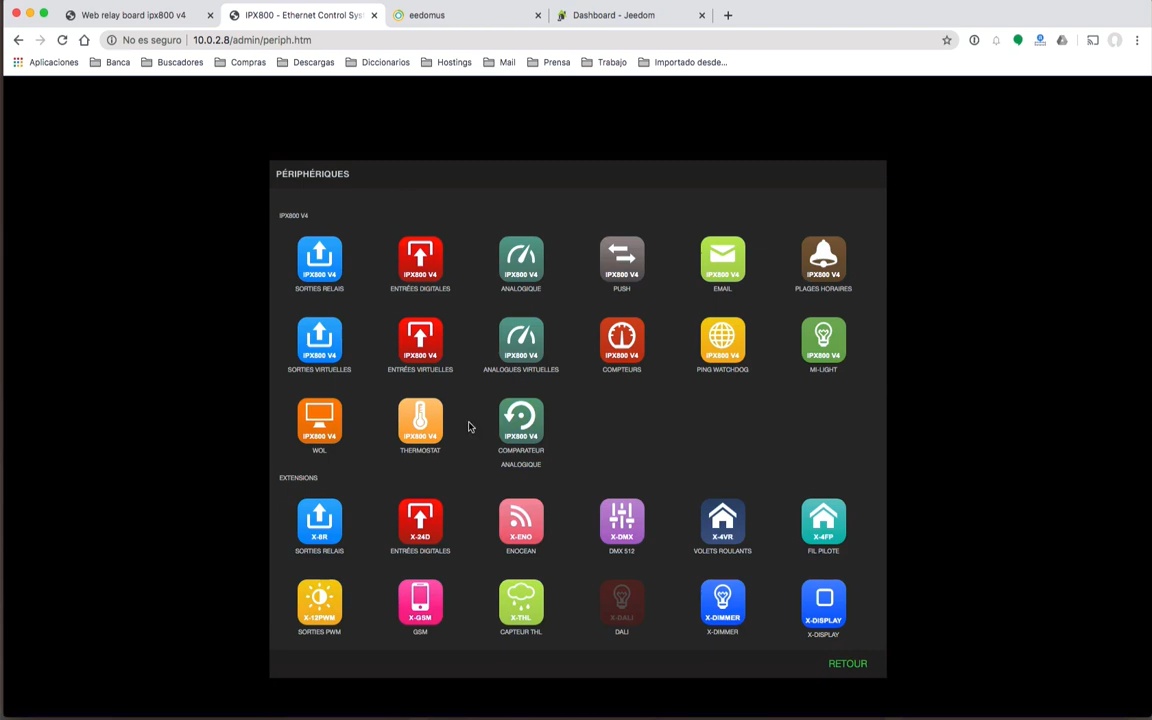 Web relay board ipx800 v4
IPX800 - Ethernet Control Sys
eedomus
Dashboard - Jeedom
No es seguro
10.0.2.8/admin/periph.htm
Aplicaciones
Banca
Buscadores
Compras
Descargas
Diccionarios
Hostings
Mail
Prensa
Trabajo
Importado desde...
PÉRIPHÉRIQUES
IPX800 V4
IPX800 V4
IPX800 V4
IPX800 V4
IPX800 V4
IPX800 V4
IPX800 V4
SORTIES RELAIS
ENTRÉES DIGITALES
ANALOGIQUE
PUSH
EMAIL
PLAGES HORAIRES
IPX800 V4
IPX800 V4
IPX800 V4
IPX800 V4
IPX800 V4
IPX800 V4
SORTIES VIRTUELLES
ENTRÉES VIRTUELLES
ANALOGUES VIRTUELLES
COMPTEURS
PING WATCHDOG
MI-LIGHT
IPX800 V4
IPX800 V4
IPX800 V4
WOL
THERMOSTAT
COMPARATEUR
ANALOGIQUE
EXTENSIONS
X-8R
X-24D
X-ENO
X-DMX
X-4VR
X-4FP
SORTIES RELAIS
ENTRÉES DIGITALES
ENOCEAN
DMX 512
VOLETS ROULANTS
FIL PILOTE
X-12PWM
X-GSM
X-THL
X-DALI
X-DIMMER
X-DISPLAY
SORTIES PWM
GSM
CAPTEUR THL
DALI
X-DIMMER
X-DISPLAY
RETOUR